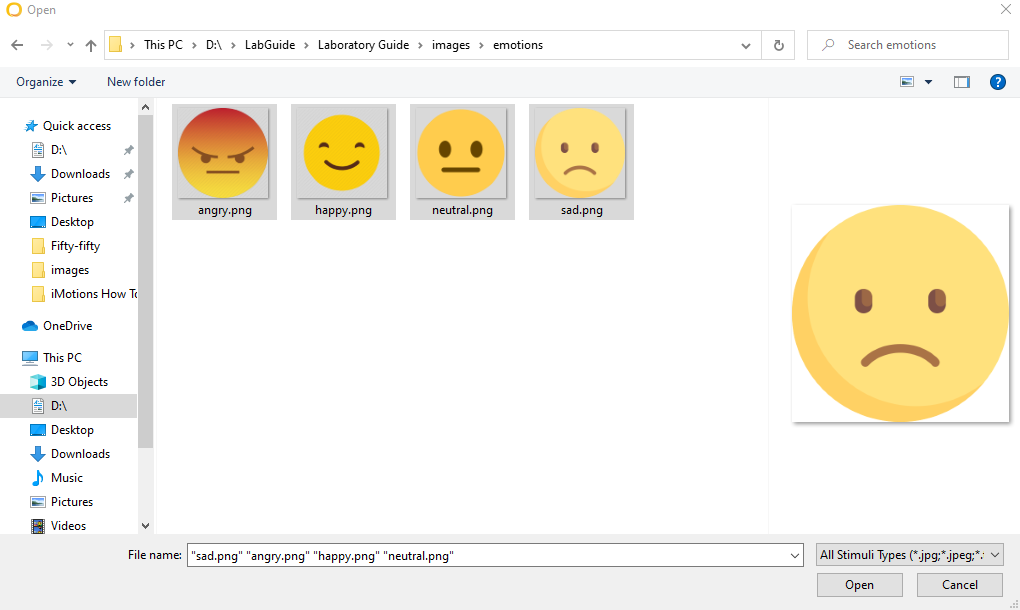 Open
This PC > D:\ > LabGuide > Laboratory Guide > images > emotions
Search emotions
Organize
New folder
?
Quick access
D:\
Downloads
Pictures
Desktop
Fifty-fifty
images
iMotions How To
OneDrive
This PC
3D Objects
D:\
Desktop
Downloads
Music
Pictures
Videos
angry.png
happy.png
neutral.png
sad.png
File name:
"sad.png" "angry.png" "happy.png" "neutral.png"
All Stimuli Types (*.jpg;*.jpeg;*.
Open
Cancel